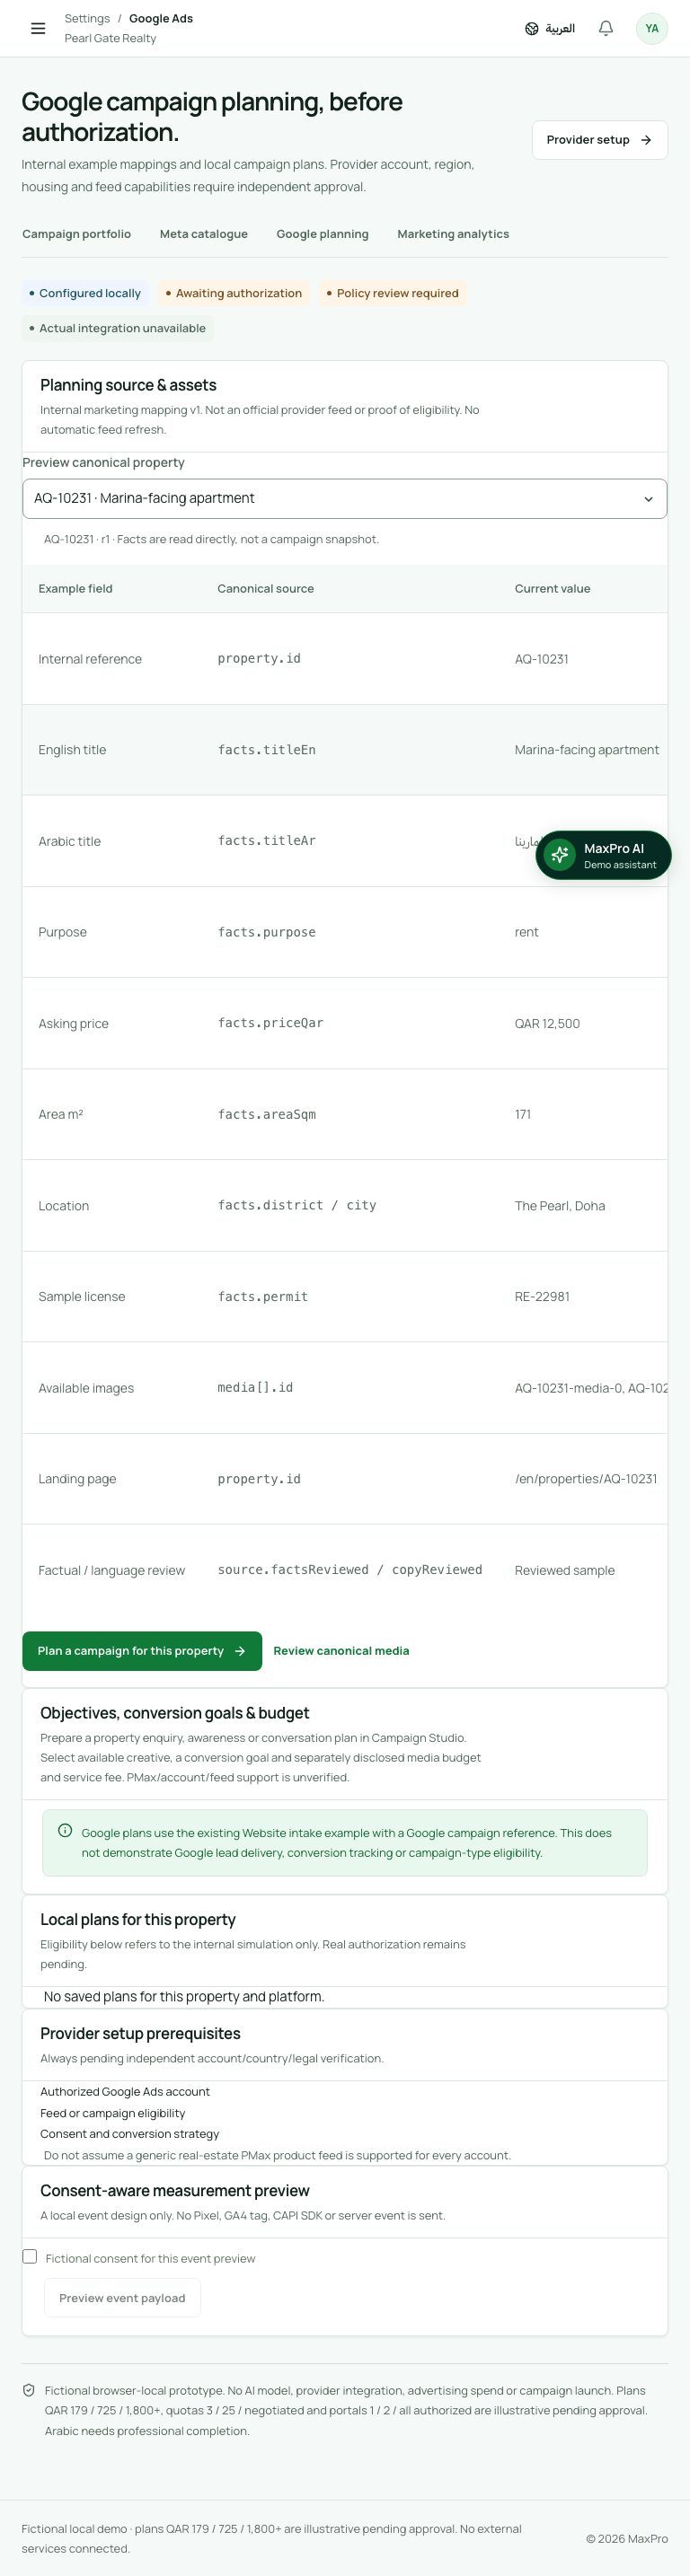 Settings / Google Ads
Pearl Gate Realty
العربية
YA
Google campaign planning, before
authorization.
Internal example mappings and local campaign plans. Provider account, region,
housing and feed capabilities require independent approval.
Provider setup
Campaign portfolio Meta catalogue Google planning Marketing analytics
Configured locally Awaiting authorization Policy review required
Actual integration unavailable
Planning source & assets
Internal marketing mapping v1. Not an official provider feed or proof of eligibility. No
automatic feed refresh.
Preview canonical property
AQ-10231 · Marina-facing apartment
AQ-10231 · r1 · Facts are read directly, not a campaign snapshot.
Example field Canonical source Current value
Internal reference property.id AQ-10231
English title facts.titleEn Marina-facing apartment
Arabic title facts.titleAr
MaxPro AI
Demo assistant
Purpose facts.purpose rent
Asking price facts.priceQar QAR 12,500
Area m² facts.areaSqm 171
Location facts.district / city The Pearl, Doha
Sample license facts.permit RE-22981
Available images media[].id AQ-10231-media-0, AQ-102
Landing page property.id /en/properties/AQ-10231
Factual / language review source.factsReviewed / copyReviewed Reviewed sample
Plan a campaign for this property Review canonical media
Objectives, conversion goals & budget
Prepare a property enquiry, awareness or conversation plan in Campaign Studio.
Select available creative, a conversion goal and separately disclosed media budget
and service fee. PMax/account/feed support is unverified.
Google plans use the existing Website intake example with a Google campaign reference. This does
not demonstrate Google lead delivery, conversion tracking or campaign-type eligibility.
Local plans for this property
Eligibility below refers to the internal simulation only. Real authorization remains
pending.
No saved plans for this property and platform.
Provider setup prerequisites
Always pending independent account/country/legal verification.
Authorized Google Ads account
Feed or campaign eligibility
Consent and conversion strategy
Do not assume a generic real-estate PMax product feed is supported for every account.
Consent-aware measurement preview
A local event design only. No Pixel, GA4 tag, CAPI SDK or server event is sent.
Fictional consent for this event preview
Preview event payload
Fictional browser-local prototype. No AI model, provider integration, advertising spend or campaign launch. Plans
QAR 179 / 725 / 1,800+, quotas 3 / 25 / negotiated and portals 1 / 2 / all authorized are illustrative pending approval.
Arabic needs professional completion.
Fictional local demo · plans QAR 179 / 725 / 1,800+ are illustrative pending approval. No external
services connected.
© 2026 MaxPro